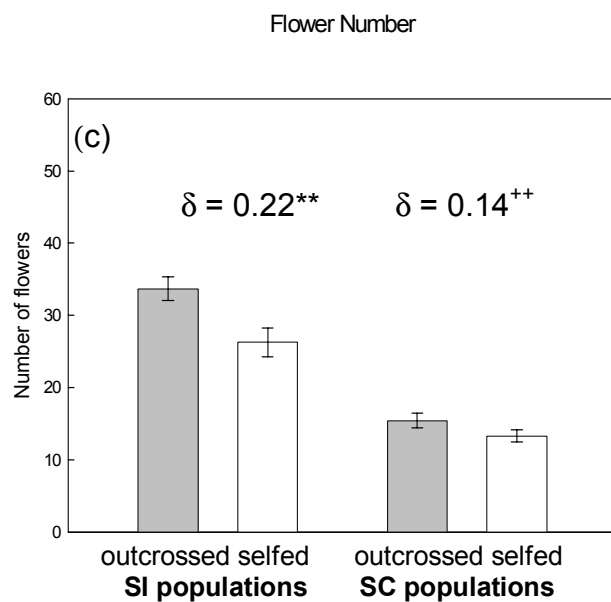 Flower Number
60
(c)
50
δ = 0.22** δ = 0.14++
40
30
20
10
0
Number of flowers
outcrossed selfed outcrossed selfed
SI populations SC populations